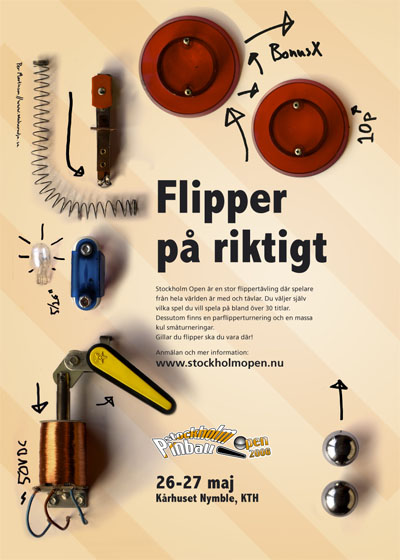 BonusX
10p
Flipper
på riktigt
Stockholm Open är en stor flippertävling där spelare
från hela världen är med och tävlar. Du väljer själv
vilka spel du vill spela på bland över 30 titlar.
Dessutom finns en parflipperturnering och en massa
kul småturneringar.
Gillar du flipper ska du vara där!
Anmälan och mer information:
www.stockholmopen.nu
50VDC
Stockholm Open
Pinball 2006
26-27 maj
Kårhuset Nymble, KTH